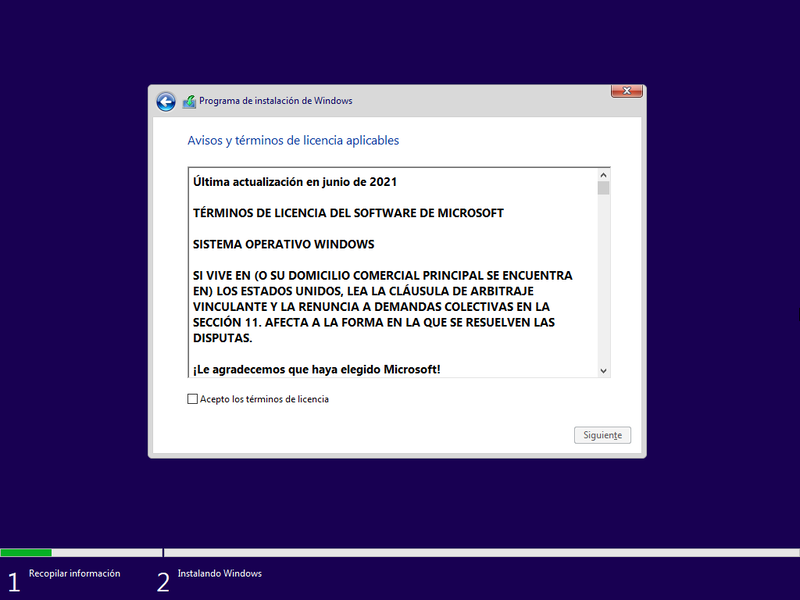 Programa de instalación de Windows
Avisos y términos de licencia aplicables
Última actualización en junio de 2021
TÉRMINOS DE LICENCIA DEL SOFTWARE DE MICROSOFT
SISTEMA OPERATIVO WINDOWS
SI VIVE EN (O SU DOMICILIO COMERCIAL PRINCIPAL SE ENCUENTRA
EN) LOS ESTADOS UNIDOS, LEA LA CLÁUSULA DE ARBITRAJE
VINCULANTE Y LA RENUNCIA A DEMANDAS COLECTIVAS EN LA
SECCIÓN 11. AFECTA A LA FORMA EN LA QUE SE RESUELVEN LAS
DISPUTAS.
¡Le agradecemos que haya elegido Microsoft!
Acepto los términos de licencia
Siguiente
1 Recopilar información
2 Instalando Windows